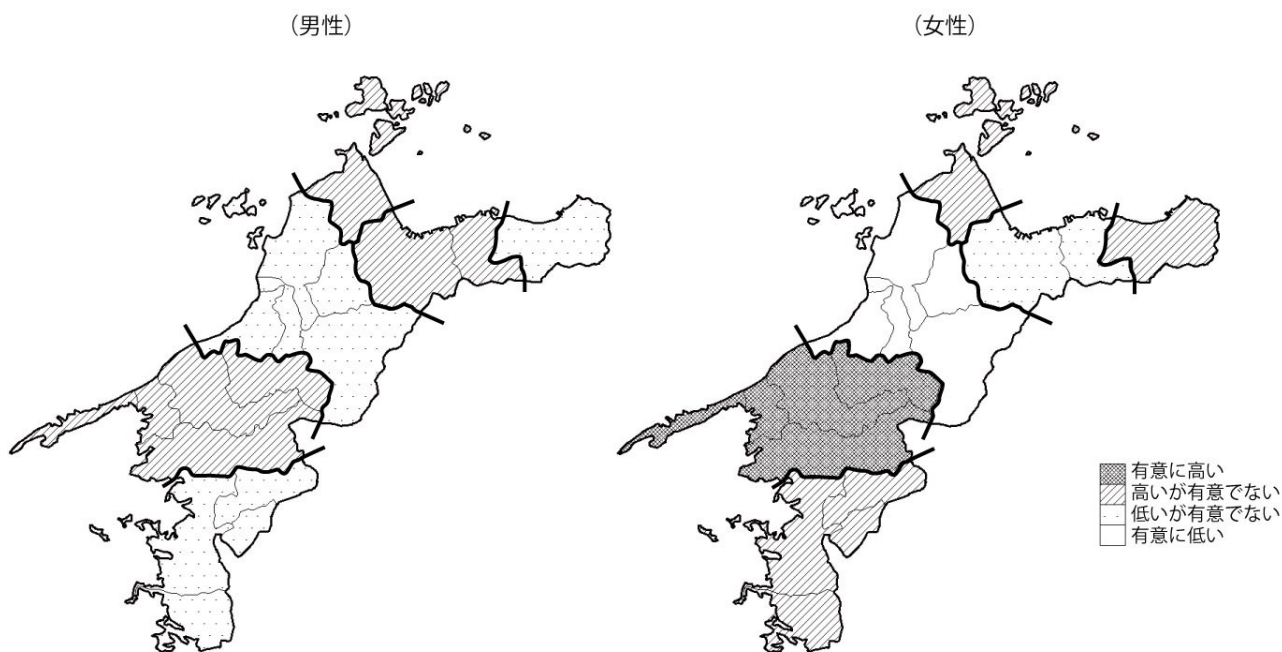 (男性)
(女性)
有意に高い
高いが有意でない
低いが有意でない
有意に低い